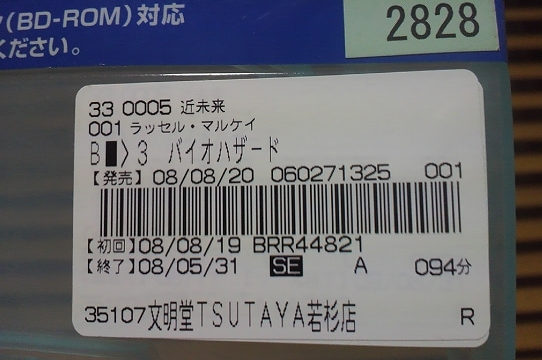 (BD-ROM)対応
ください。
2828
33 0005 近未来
001 ラッセル・マルケイ
B■>3 バイオハザード
【発売】08/08/20 060271325 001
【初回】08/08/19 BRR44821
【終了】08/05/31 SE A 094分
35107文明堂TSUTAYA若杉店 R